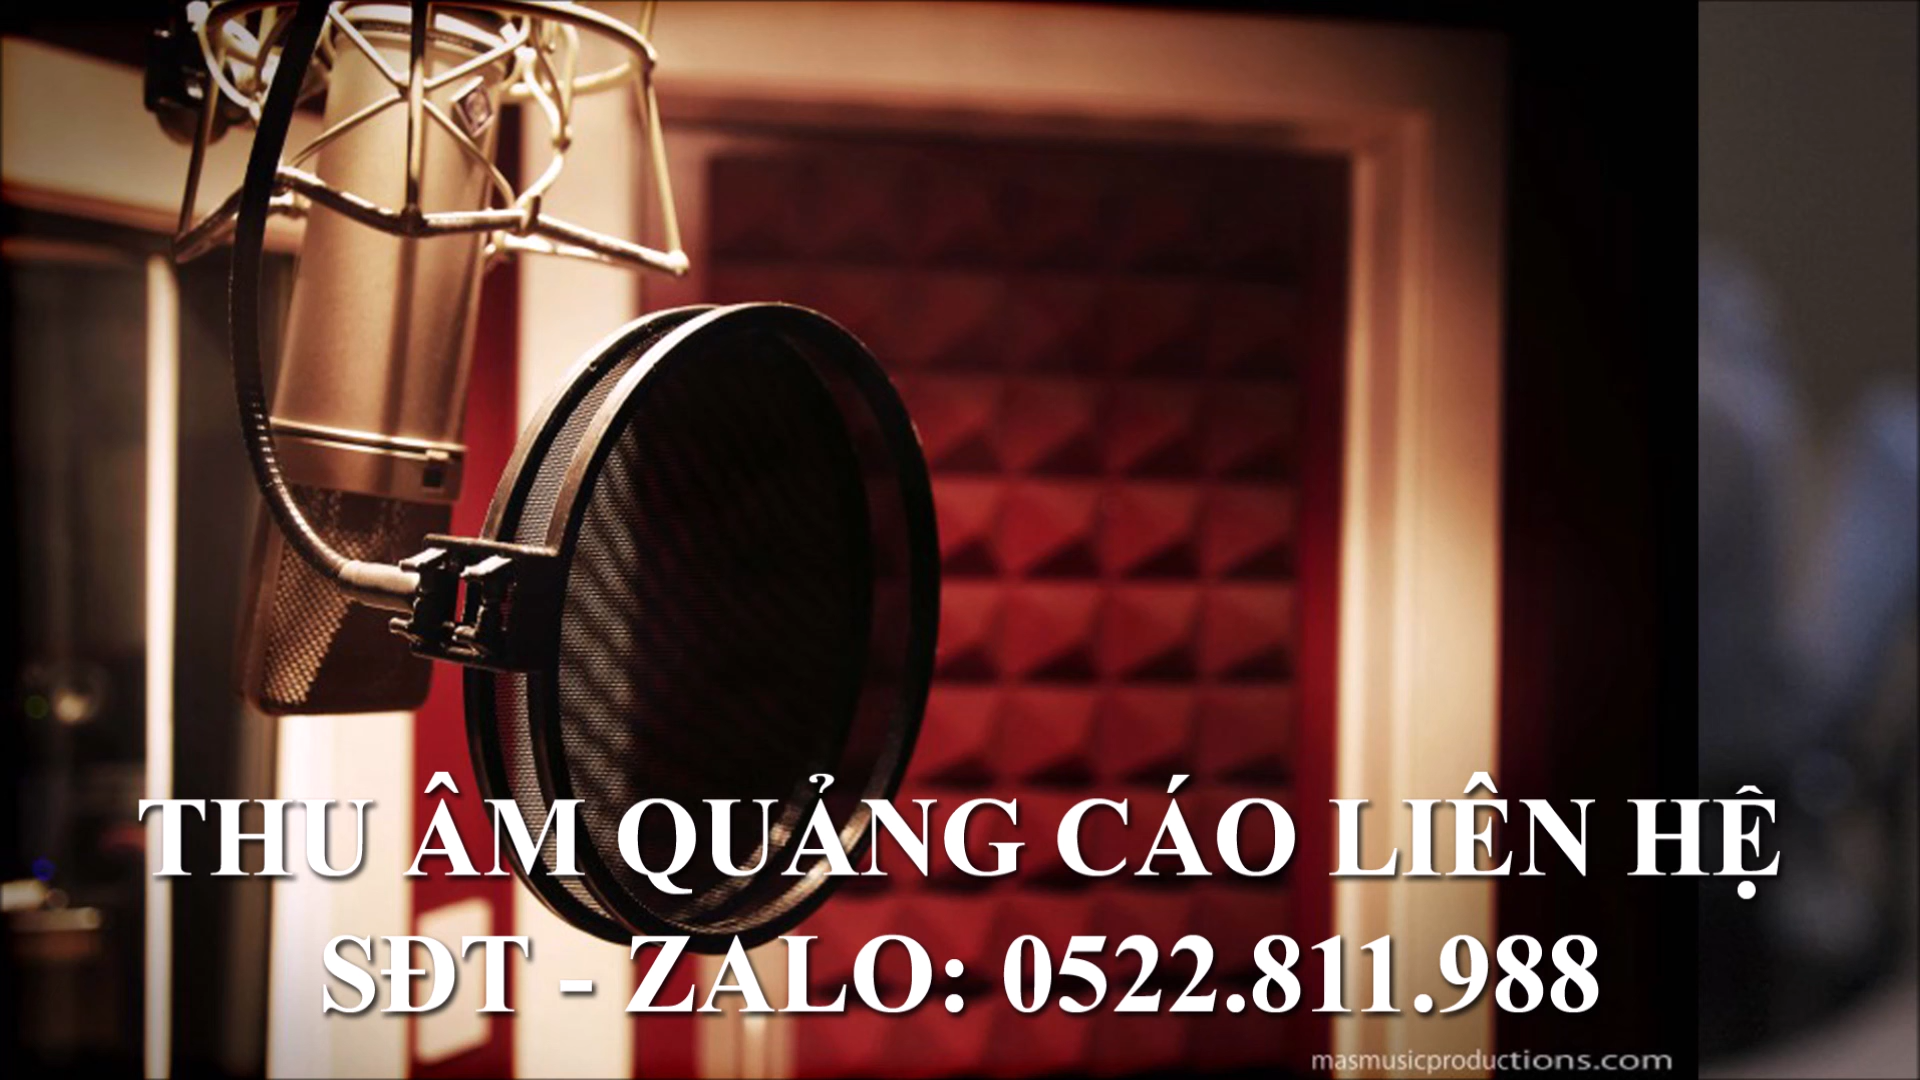 THU ÂM QUẢNG CÁO LIÊN HỆ
SĐT - ZALO: 0522.811.988
masmusicproductions.com